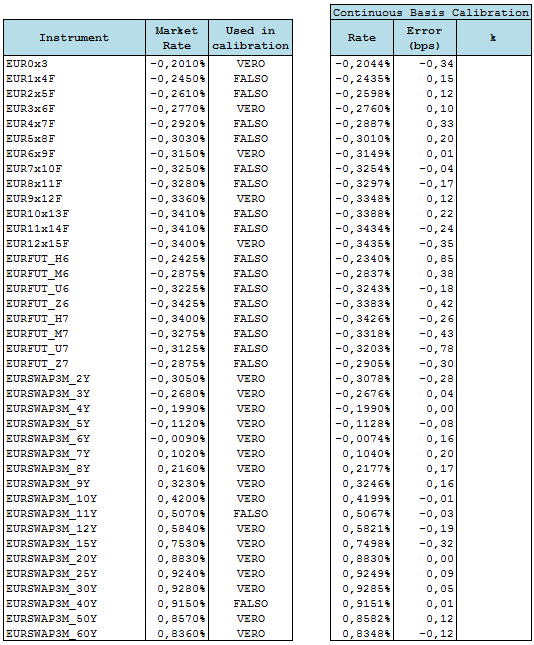 Continuous Basis Calibration
Instrument Market Rate Used in calibration Rate Error (bps) k
EUR0x3 -0,2010% VERO -0,2044% -0,34
EUR1x4F -0,2450% FALSO -0,2435% 0,15
EUR2x5F -0,2610% FALSO -0,2598% 0,12
EUR3x6F -0,2770% VERO -0,2760% 0,10
EUR4x7F -0,2920% FALSO -0,2887% 0,33
EUR5x8F -0,3030% FALSO -0,3010% 0,20
EUR6x9F -0,3150% VERO -0,3149% 0,01
EUR7x10F -0,3250% FALSO -0,3254% -0,04
EUR8x11F -0,3280% FALSO -0,3297% -0,17
EUR9x12F -0,3360% VERO -0,3348% 0,12
EUR10x13F -0,3410% FALSO -0,3388% 0,22
EUR11x14F -0,3410% FALSO -0,3434% -0,24
EUR12x15F -0,3400% VERO -0,3435% -0,35
EURFUT_H6 -0,2425% FALSO -0,2340% 0,85
EURFUT_M6 -0,2875% FALSO -0,2837% 0,38
EURFUT_U6 -0,3225% FALSO -0,3243% -0,18
EURFUT_Z6 -0,3425% FALSO -0,3383% 0,42
EURFUT_H7 -0,3400% FALSO -0,3426% -0,26
EURFUT_M7 -0,3275% FALSO -0,3318% -0,43
EURFUT_U7 -0,3125% FALSO -0,3203% -0,78
EURFUT_Z7 -0,2875% FALSO -0,2905% -0,30
EURSWAP3M_2Y -0,3050% VERO -0,3078% -0,28
EURSWAP3M_3Y -0,2680% VERO -0,2676% 0,04
EURSWAP3M_4Y -0,1990% VERO -0,1990% 0,00
EURSWAP3M_5Y -0,1120% VERO -0,1128% -0,08
EURSWAP3M_6Y -0,0090% VERO -0,0074% 0,16
EURSWAP3M_7Y 0,1020% VERO 0,1040% 0,20
EURSWAP3M_8Y 0,2160% VERO 0,2177% 0,17
EURSWAP3M_9Y 0,3230% VERO 0,3246% 0,16
EURSWAP3M_10Y 0,4200% VERO 0,4199% -0,01
EURSWAP3M_11Y 0,5070% FALSO 0,5067% -0,03
EURSWAP3M_12Y 0,5840% VERO 0,5821% -0,19
EURSWAP3M_15Y 0,7530% VERO 0,7498% -0,32
EURSWAP3M_20Y 0,8830% VERO 0,8830% 0,00
EURSWAP3M_25Y 0,9240% VERO 0,9249% 0,09
EURSWAP3M_30Y 0,9280% VERO 0,9285% 0,05
EURSWAP3M_40Y 0,9150% FALSO 0,9151% 0,01
EURSWAP3M_50Y 0,8570% VERO 0,8582% 0,12
EURSWAP3M_60Y 0,8360% VERO 0,8348% -0,12